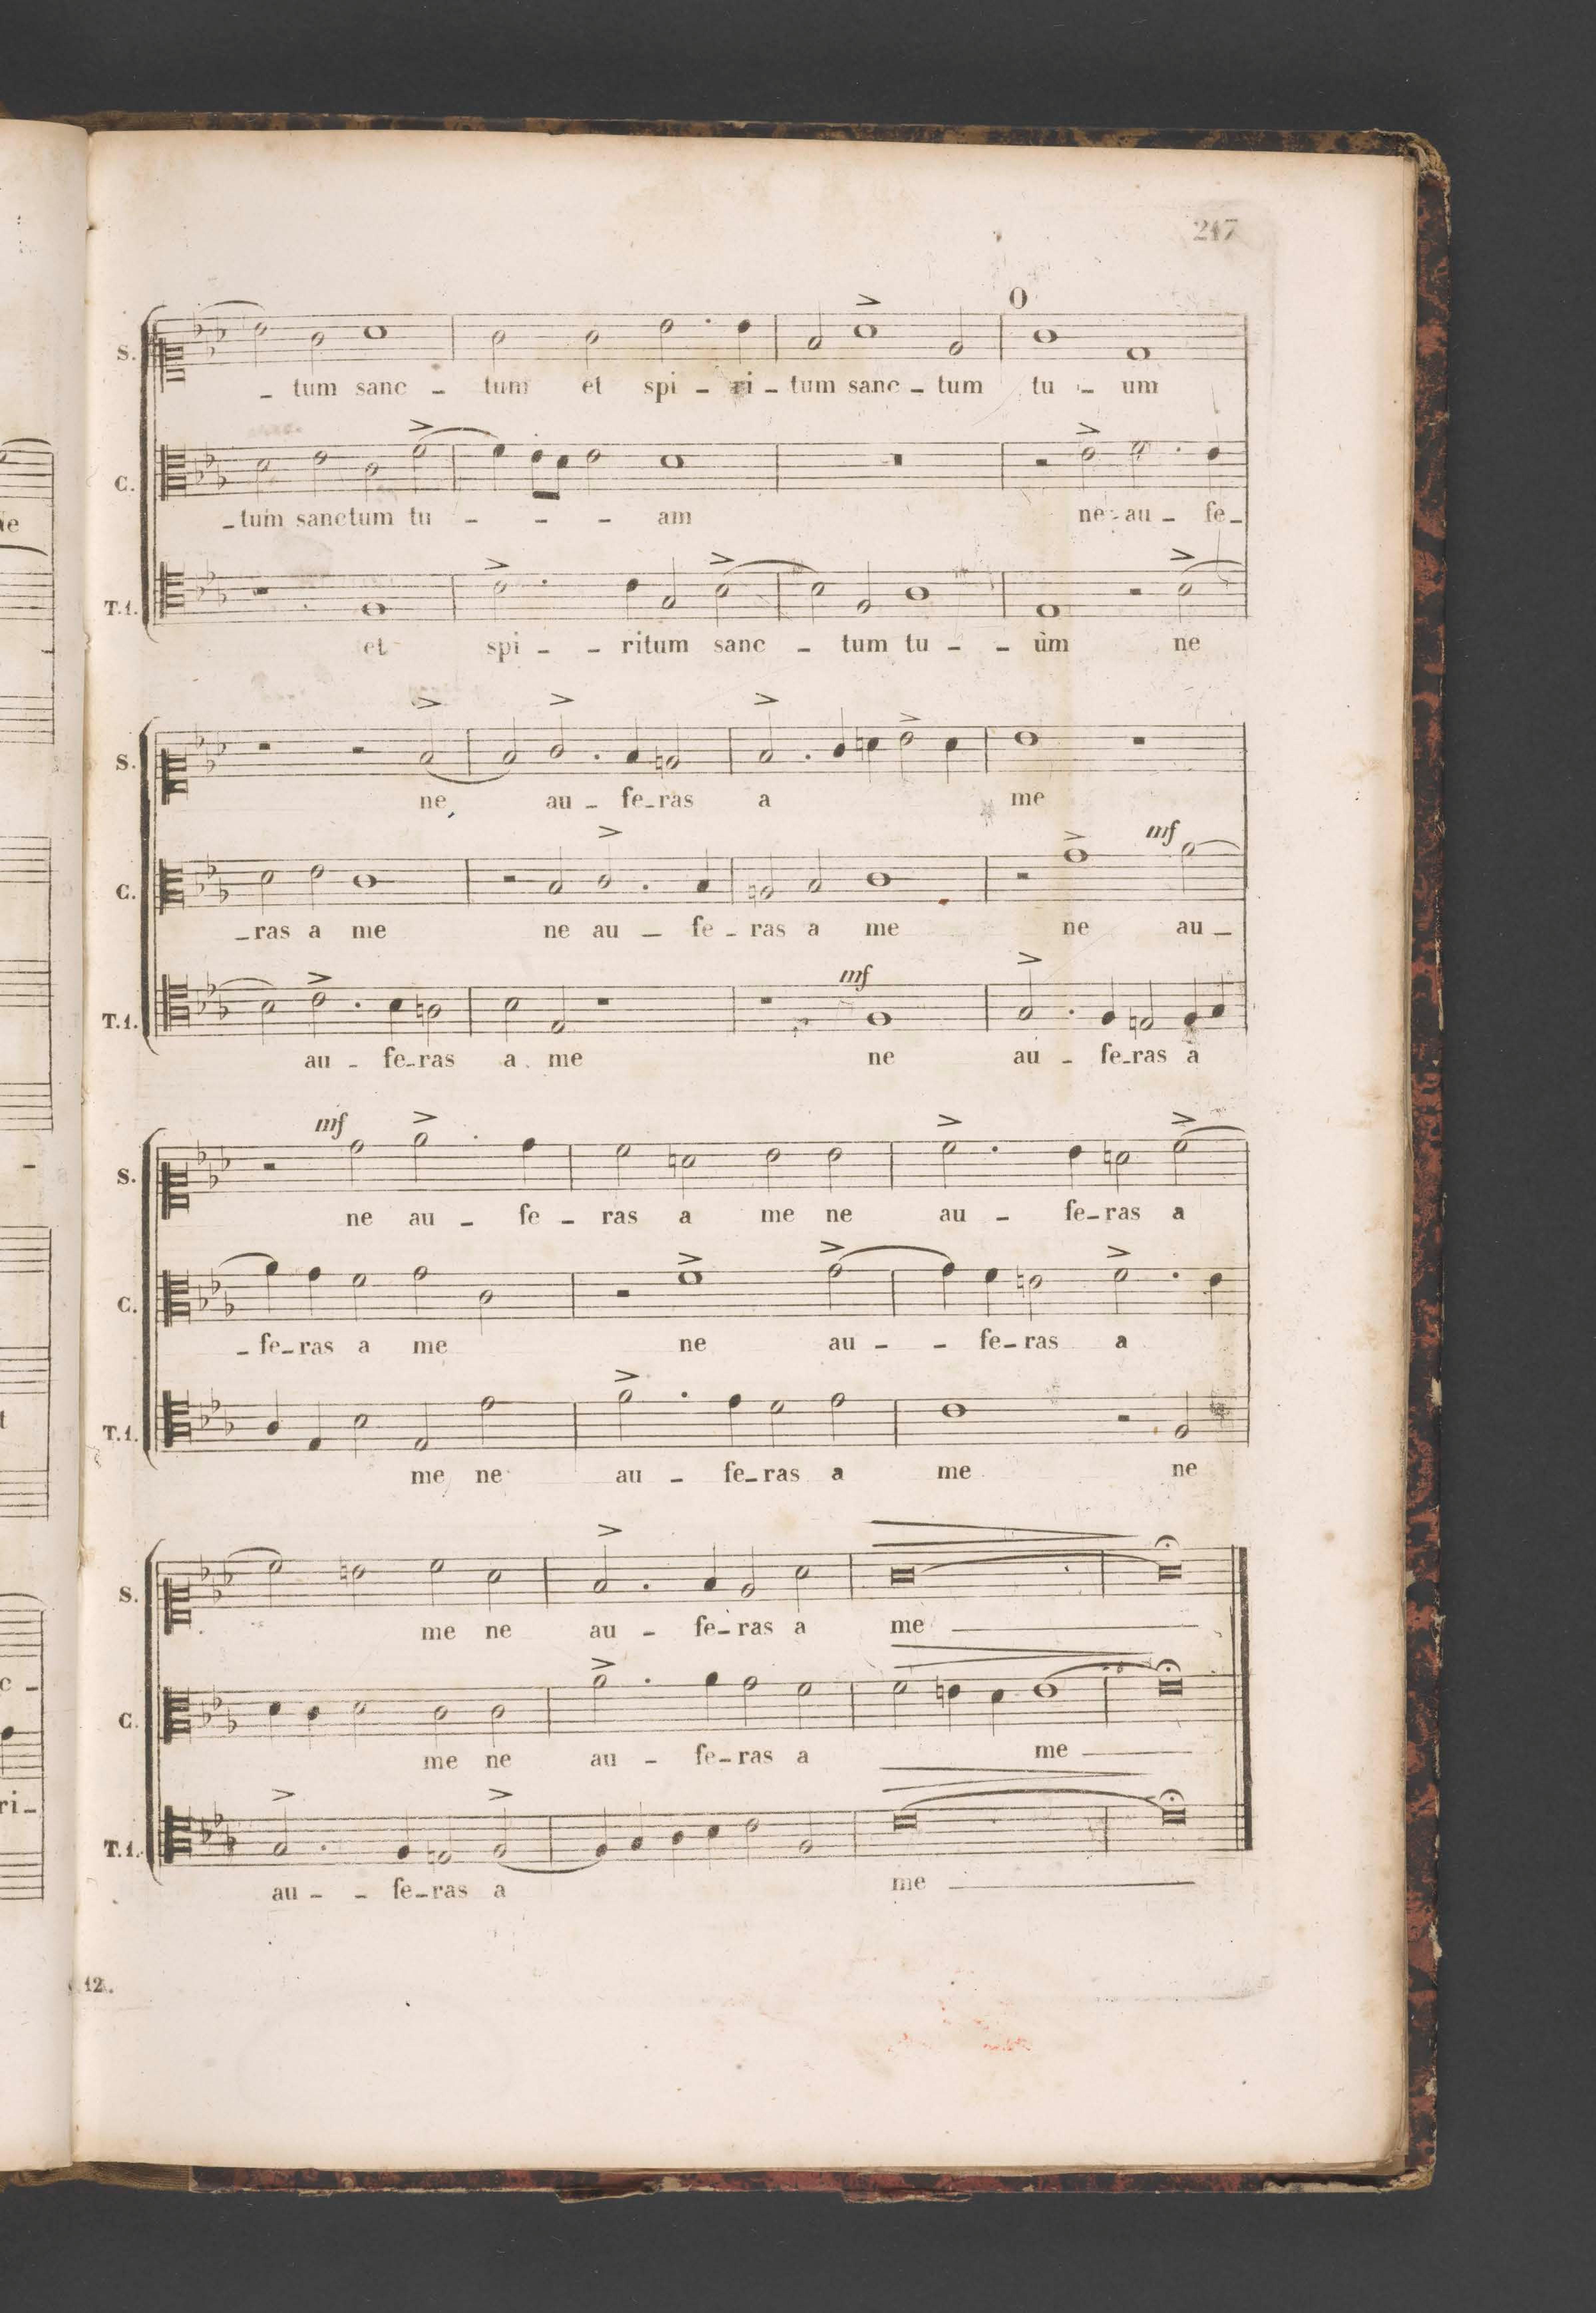 247
O
S.
_ tum sanc - tum et spi - ri - tum sanc - tum tu - um
C.
_ tum sanctum tu - - - - am ne - au - fe -
T.1.
et spi - - ritum sanc - tum tu - - um ne
S.
ne, au - fe - ras a me
mf
C.
_ ras a me ne au - fe - ras a me ne au -
mf
T.1.
au - fe - ras a me ne au - fe - ras a
mf
S.
ne au - fe - ras a me ne au - fe - ras a
C.
- fe - ras a me ne au - - fe - ras a
T.1.
me ne au - fe - ras a me ne
S.
me ne au - fe - ras a me
C.
me ne au - fe - ras a me
T.1.
au - - fe - ras a me
12.